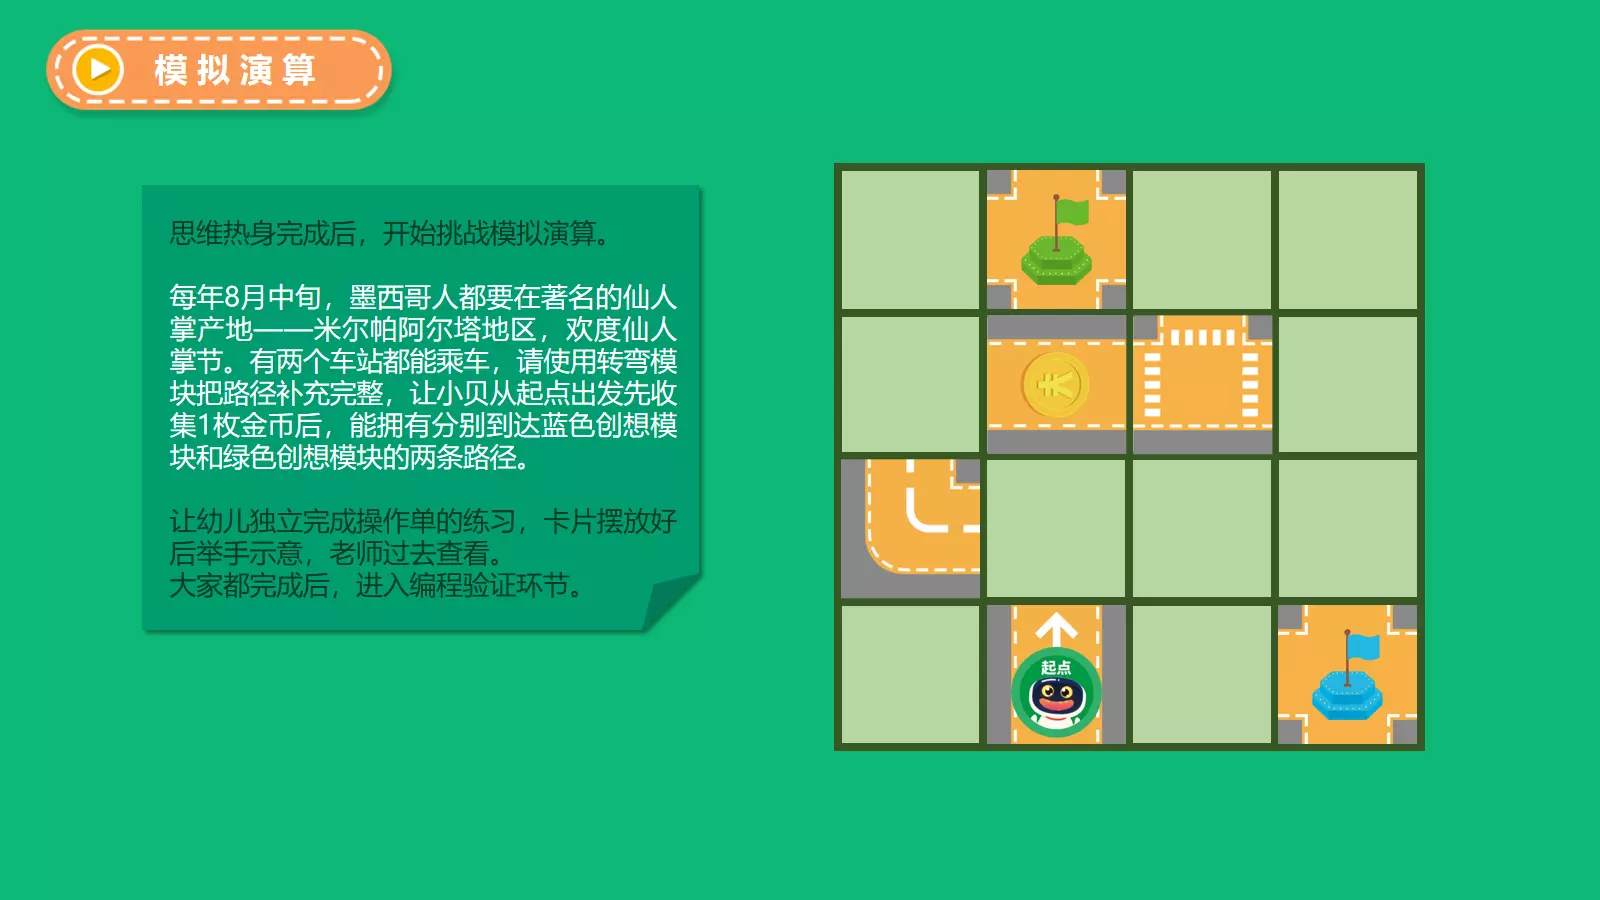 模拟演算
思维热身完成后，开始挑战模拟演算。
每年8月中旬，墨西哥人都要在著名的仙人
掌产地——米尔帕阿尔塔地区，欢度仙人
掌节。有两个车站都能乘车，请使用转弯模
块把路径补充完整，让小贝从起点出发先收
集1枚金币后，能拥有分别到达蓝色创想模
块和绿色创想模块的两条路径。
让幼儿独立完成操作单的练习，卡片摆放好
后举手示意，老师过去查看。
大家都完成后，进入编程验证环节。
起点